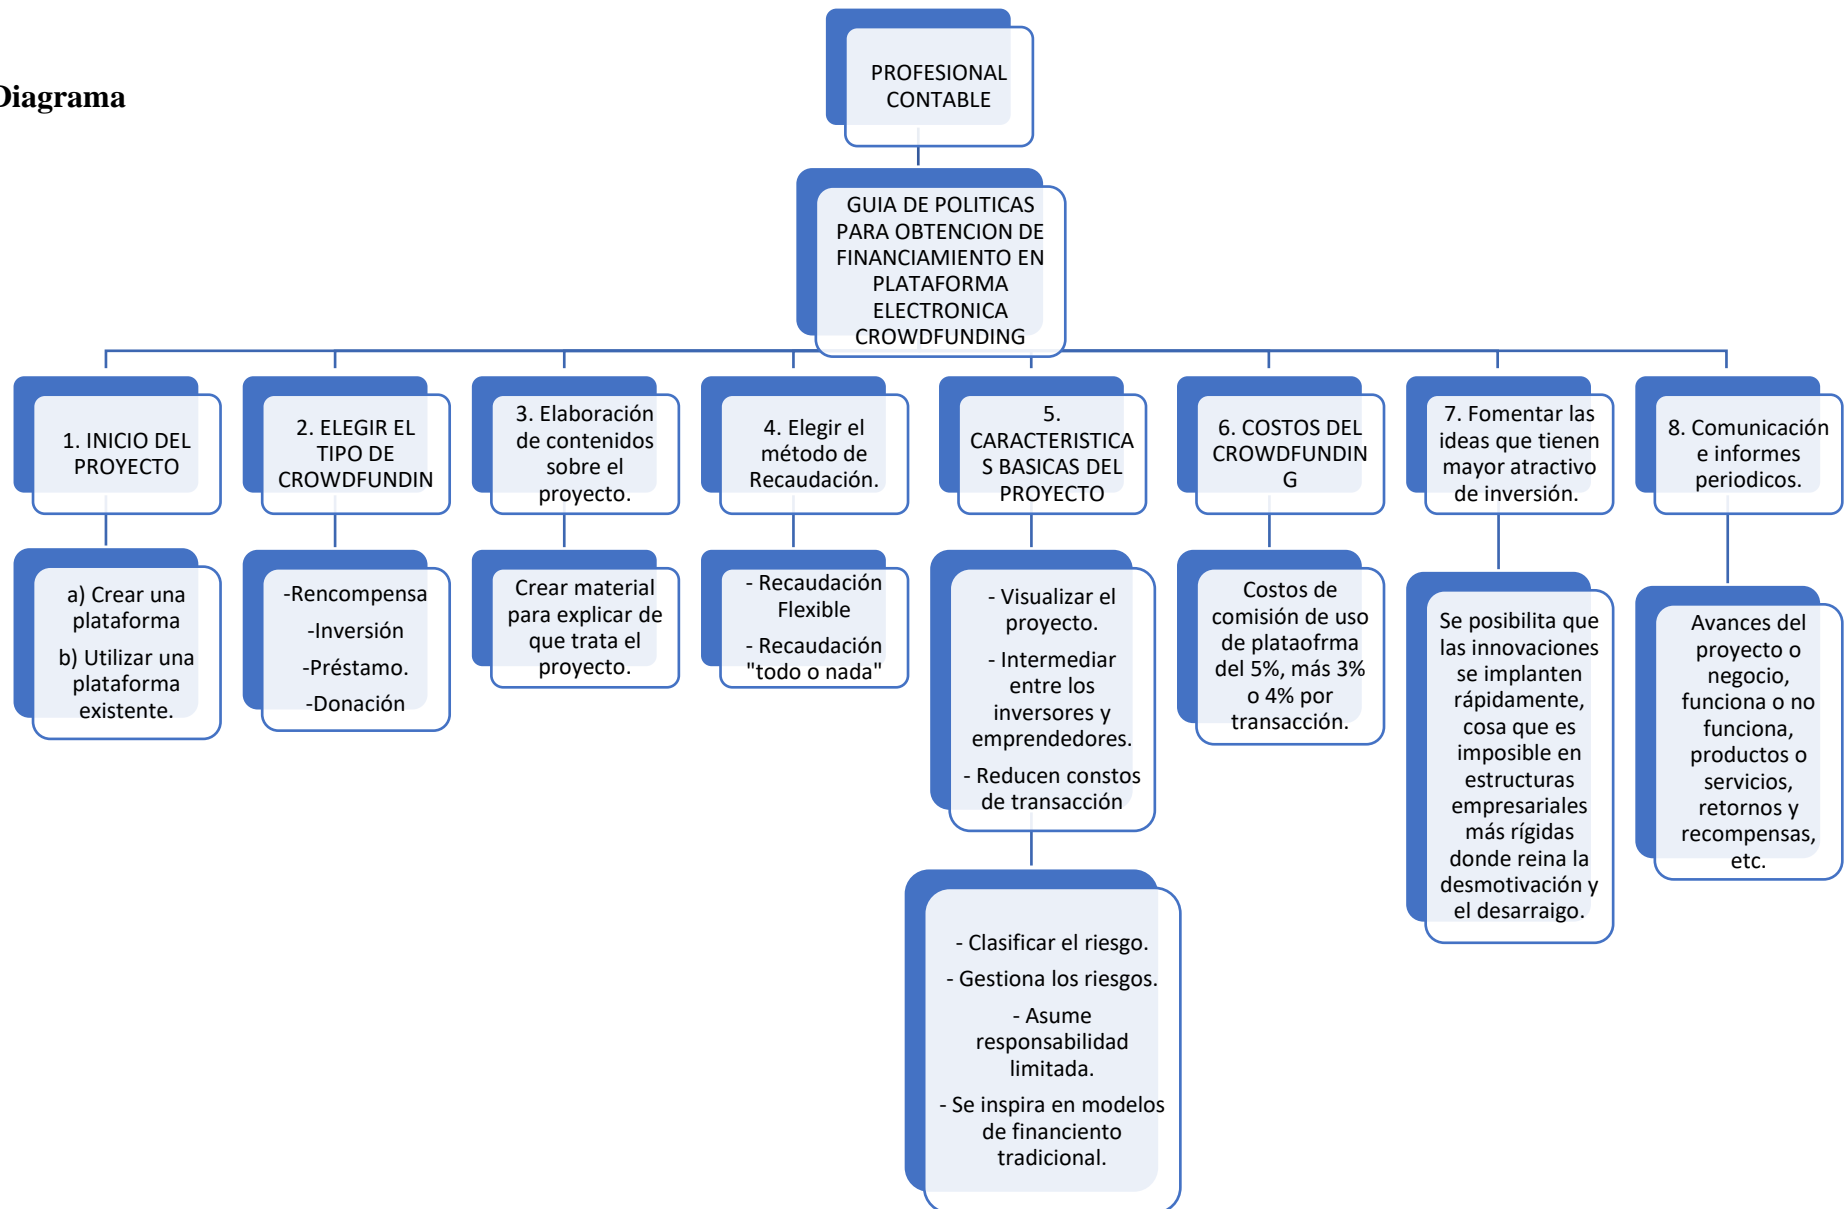 Diagrama
PROFESIONAL
CONTABLE
GUIA DE POLITICAS
PARA OBTENCION DE
FINANCIAMIENTO EN
PLATAFORMA
ELECTRONICA
CROWDFUNDING
1. INICIO DEL
PROYECTO
a) Crear una
plataforma
b) Utilizar una
plataforma
existente.
2. ELEGIR EL
TIPO DE
CROWDFUNDIN
-Rencompensa
-Inversión
-Préstamo.
-Donación
3. Elaboración
de contenidos
sobre el
proyecto.
Crear material
para explicar de
que trata el
proyecto.
4. Elegir el
método de
Recaudación.
- Recaudación
Flexible
- Recaudación
"todo o nada"
5.
CARACTERISTICA
S BASICAS DEL
PROYECTO
- Visualizar el
proyecto.
- Intermediar
entre los
inversores y
emprendedores.
- Reducen constos
de transacción
- Clasificar el riesgo.
- Gestiona los riesgos.
- Asume
responsabilidad
limitada.
- Se inspira en modelos
de financiento
tradicional.
6. COSTOS DEL
CROWDFUNDIN
G
Costos de
comisión de uso
de plataofrma
del 5%, más 3%
o 4% por
transacción.
7. Fomentar las
ideas que tienen
mayor atractivo
de inversión.
Se posibilita que
las innovaciones
se implanten
rápidamente,
cosa que es
imposible en
estructuras
empresariales
más rígidas
donde reina la
desmotivación y
el desarraigo.
8. Comunicación
e informes
periodicos.
Avances del
proyecto o
negocio,
funciona o no
funciona,
productos o
servicios,
retornos y
recompensas,
etc.